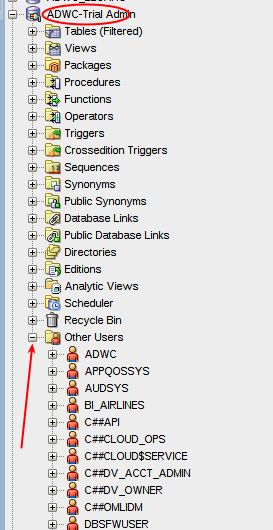 ADWC-Trial Admin
Tables (Filtered)
Views
Packages
Procedures
Functions
Operators
Triggers
Crossedition Triggers
Sequences
Synonyms
Public Synonyms
Database Links
Public Database Links
Directories
Editions
Analytic Views
Scheduler
Recycle Bin
Other Users
ADWC
APPQOSSYS
AUDSYS
BI_AIRLINES
C##API
C##CLOUD_OPS
C##CLOUD$SERVICE
C##DV_ACCT_ADMIN
C##DV_OWNER
C##OMLIDM
DBSFWUSER